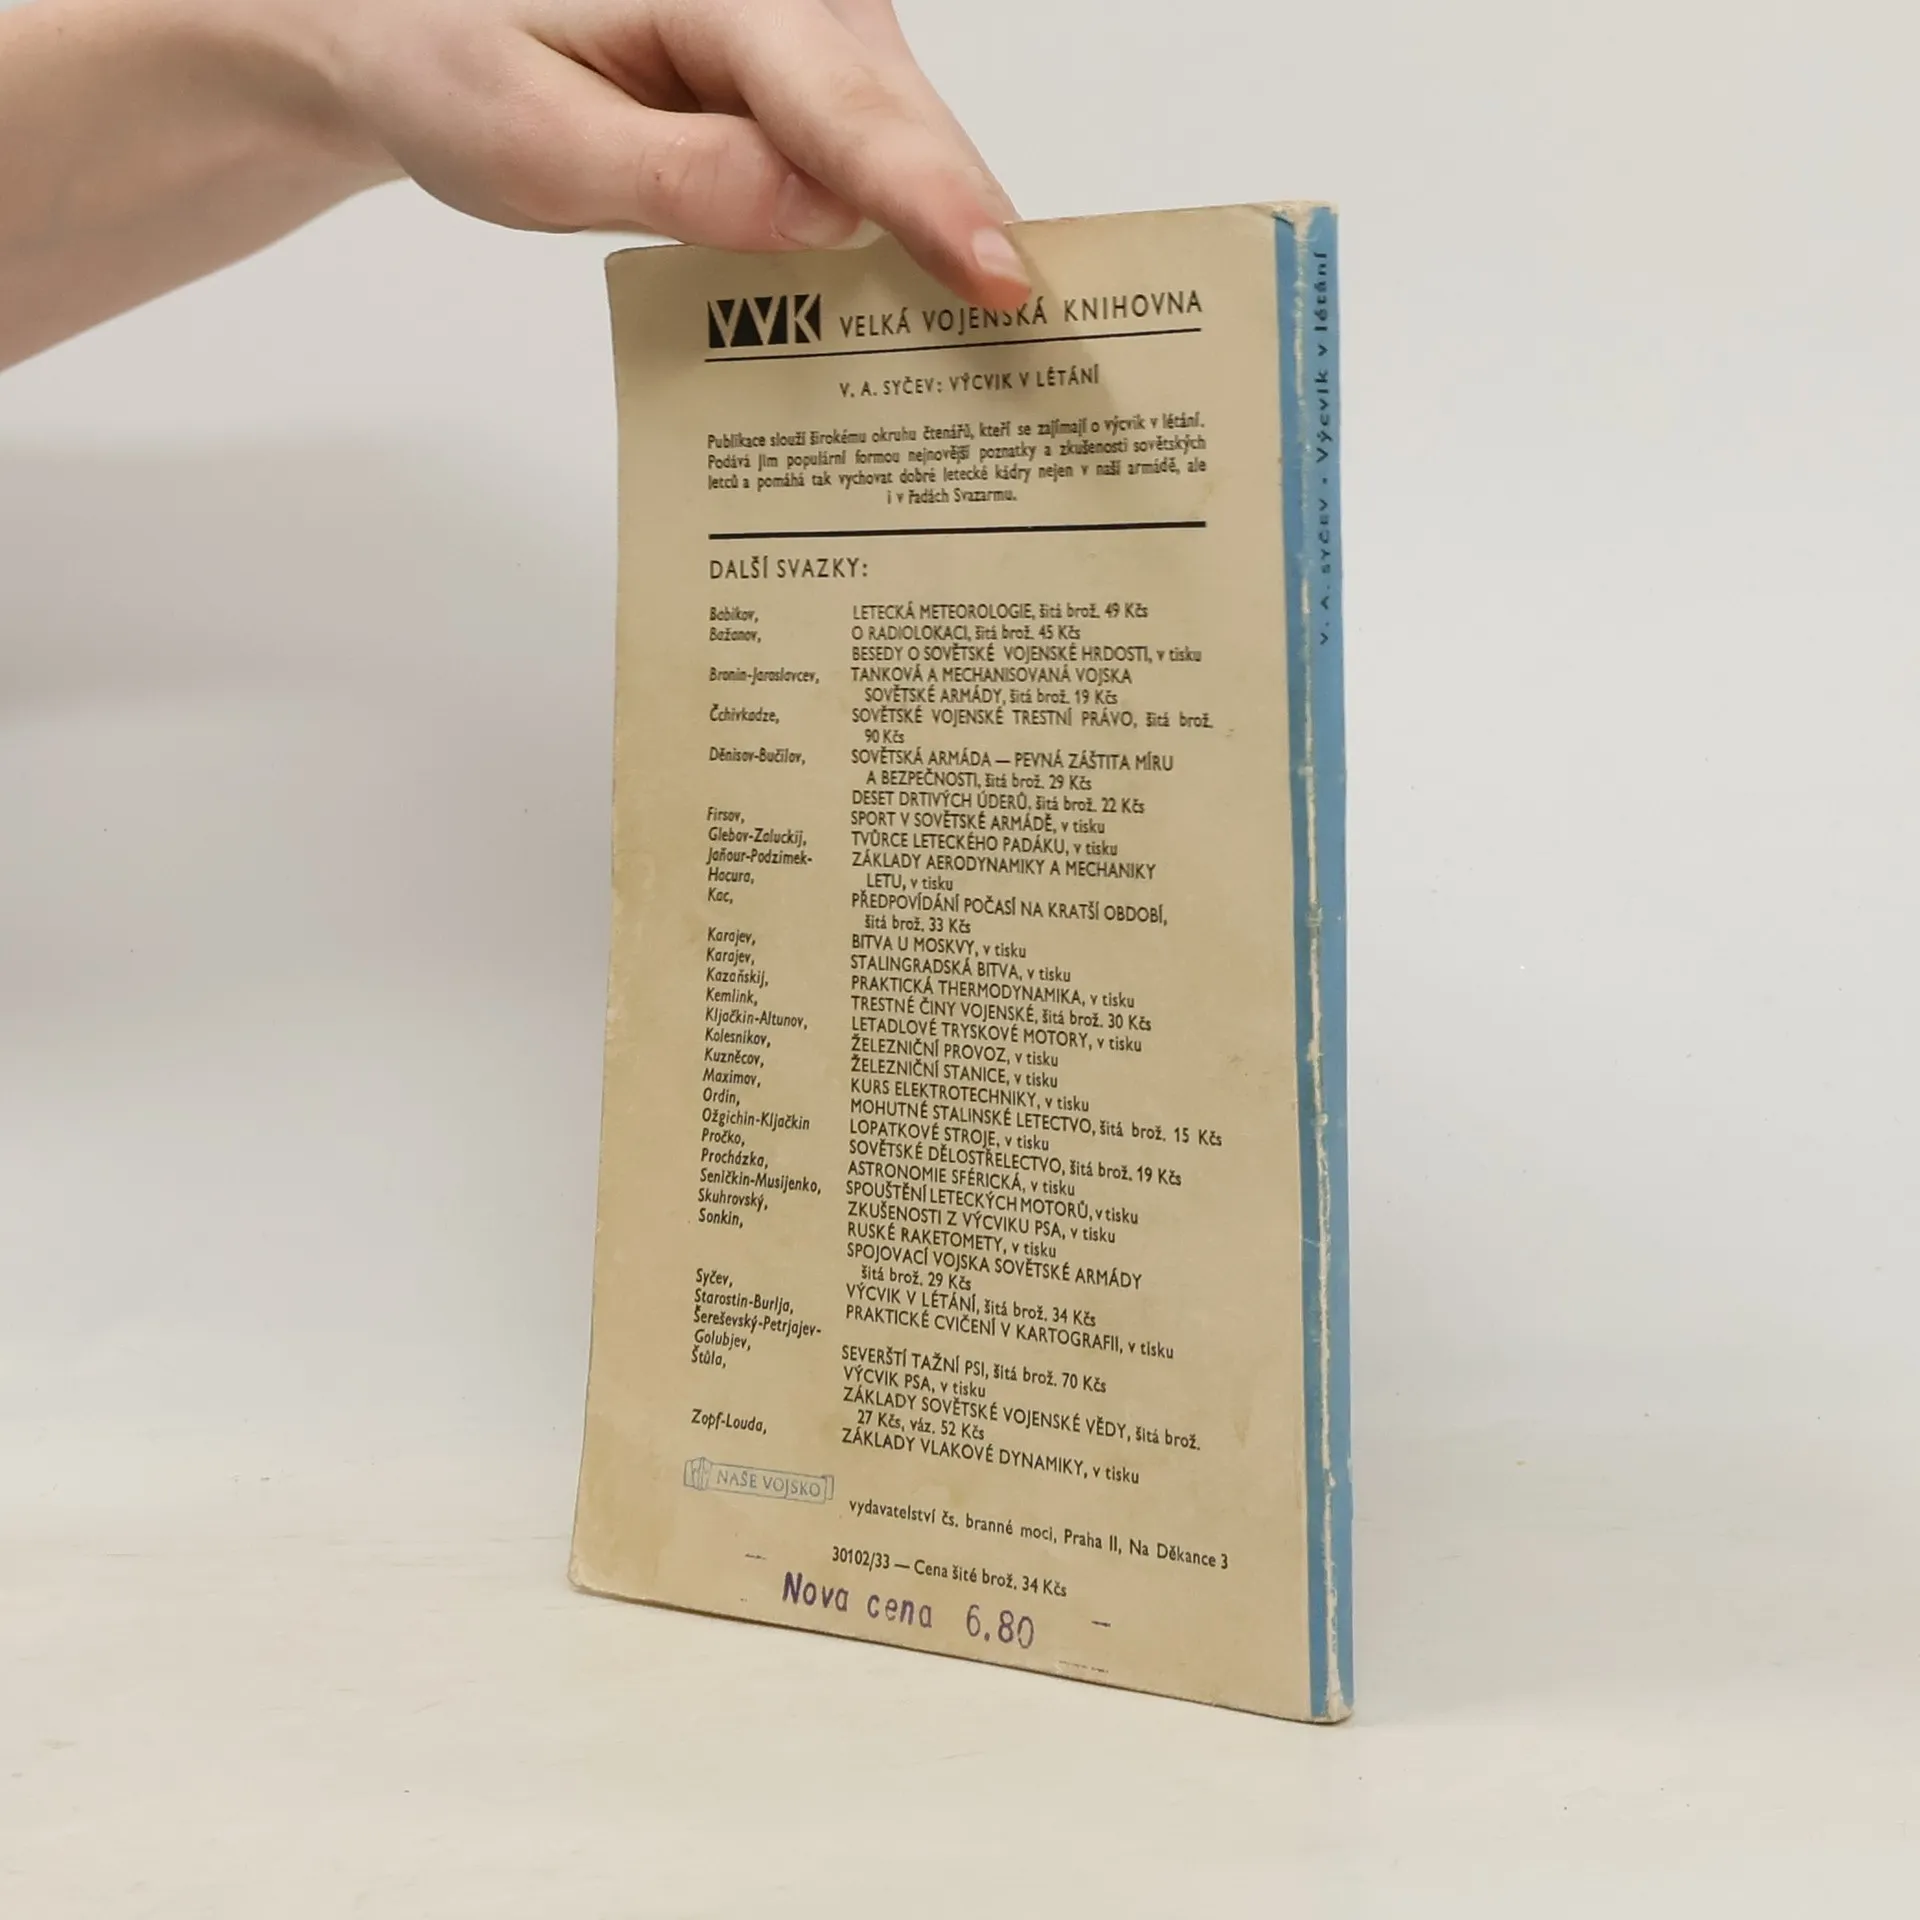 VVK VELKÁ VOJENSKÁ KNIHOVNA
V. A. SYČEV: VÝCVIK V LÉTÁNÍ
Publikace slouží širokému okruhu čtenářů, kteří se zajímají o výcvik v létání.
Podává jim populární formou nejnovější poznatky a zkušenosti sovětských
letců a pomáhá tak vychovat dobré letecké kádry nejen v naší armádě, ale
i v řadách Svazarmu.
DALŠÍ SVAZKY:
Babikov, LETECKÁ METEOROLOGIE, šitá brož. 49 Kčs
Bažanov, O RADIOLOKACI, šitá brož. 45 Kčs
BESEDY O SOVĚTSKÉ VOJENSKÉ HRDOSTI, v tisku
Bronin-Jaroslavcev, TANKOVÁ A MECHANISOVANÁ VOJSKA
SOVĚTSKÉ ARMÁDY, šitá brož. 19 Kčs
Čchivkadze, SOVĚTSKÉ VOJENSKÉ TRESTNÍ PRÁVO, šitá brož.
90 Kčs
Děnisov-Bučilov, SOVĚTSKÁ ARMÁDA — PEVNÁ ZÁŠTITA MÍRU
A BEZPEČNOSTI, šitá brož. 29 Kčs
DESET DRTIVÝCH ÚDERŮ, šitá brož. 22 Kčs
Firsov, SPORT V SOVĚTSKÉ ARMÁDĚ, v tisku
Glebov-Zaluckij, TVŮRCE LETECKÉHO PADÁKU, v tisku
Jaňour-Podzimek- ZÁKLADY AERODYNAMIKY A MECHANIKY
Hacura, LETU, v tisku
Kac, PŘEDPOVÍDÁNÍ POČASÍ NA KRATŠÍ OBDOBÍ,
šitá brož. 33 Kčs
Karajev, BITVA U MOSKVY, v tisku
Karajev, STALINGRADSKÁ BITVA, v tisku
Kazaňskij, PRAKTICKÁ THERMODYNAMIKA, v tisku
Kemlink, TRESTNÉ ČINY VOJENSKÉ, šitá brož. 30 Kčs
Kljačkin-Altunov, LETADLOVÉ TRYSKOVÉ MOTORY, v tisku
Kolesnikov, ŽELEZNIČNÍ PROVOZ, v tisku
Kuzněcov, ŽELEZNIČNÍ STANICE, v tisku
Maximov, KURS ELEKTROTECHNIKY, v tisku
Ordin, MOHUTNÉ STALINSKÉ LETECTVO, šitá brož. 15 Kčs
Ožgichin-Kljačkin LOPATKOVÉ STROJE, v tisku
Pročko, SOVĚTSKÉ DĚLOSTŘELECTVO, šitá brož. 19 Kčs
Procházka, ASTRONOMIE SFÉRICKÁ, v tisku
Seničkin-Musijenko, SPOUŠTĚNÍ LETECKÝCH MOTORŮ, v tisku
Skuhrovský, ZKUŠENOSTI Z VÝCVIKU PSA, v tisku
Sonkin, RUSKÉ RAKETOMETY, v tisku
SPOJOVACÍ VOJSKA SOVĚTSKÉ ARMÁDY
šitá brož. 29 Kčs
Syčev, VÝCVIK V LÉTÁNÍ, šitá brož. 34 Kčs
Starostin-Burlja, PRAKTICKÉ CVIČENÍ V KARTOGRAFII, v tisku
Šereševský-Petrjajev-
Golubjev, SEVERŠTÍ TAŽNÍ PSI, šitá brož. 70 Kčs
Štůla, VÝCVIK PSA, v tisku
ZÁKLADY SOVĚTSKÉ VOJENSKÉ VĚDY, šitá brož.
27 Kčs, váz. 52 Kčs
Zopf-Louda, ZÁKLADY VLAKOVÉ DYNAMIKY, v tisku
NAŠE VOJSKO
vydavatelství čs. branné moci, Praha II, Na Děkance 3
30102/33 — Cena šité brož. 34 Kčs
Nova cena 6.80 —
V. A. SYČEV • Výcvik v létání